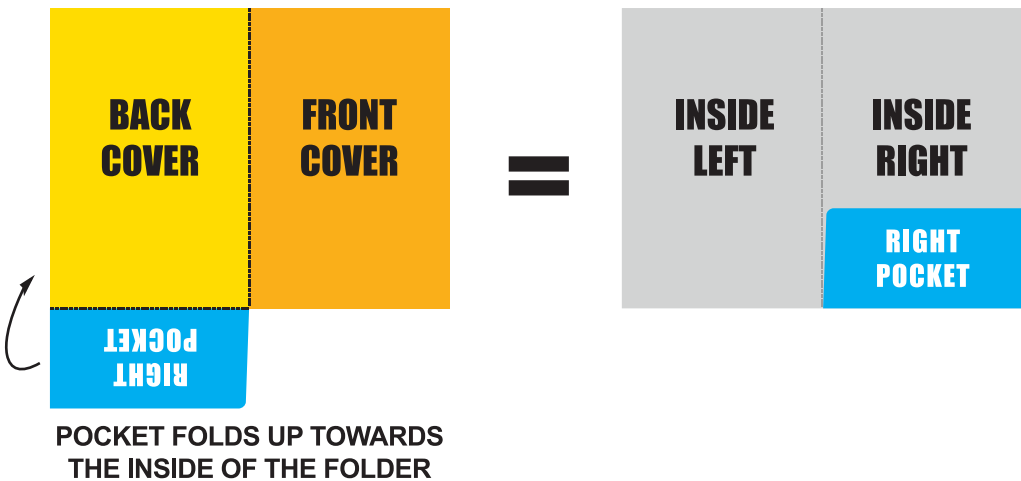 BACK
COVER
FRONT
COVER
=
INSIDE
LEFT
INSIDE
RIGHT
RIGHT
POCKET
RIGHT
POCKET
POCKET FOLDS UP TOWARDS
THE INSIDE OF THE FOLDER